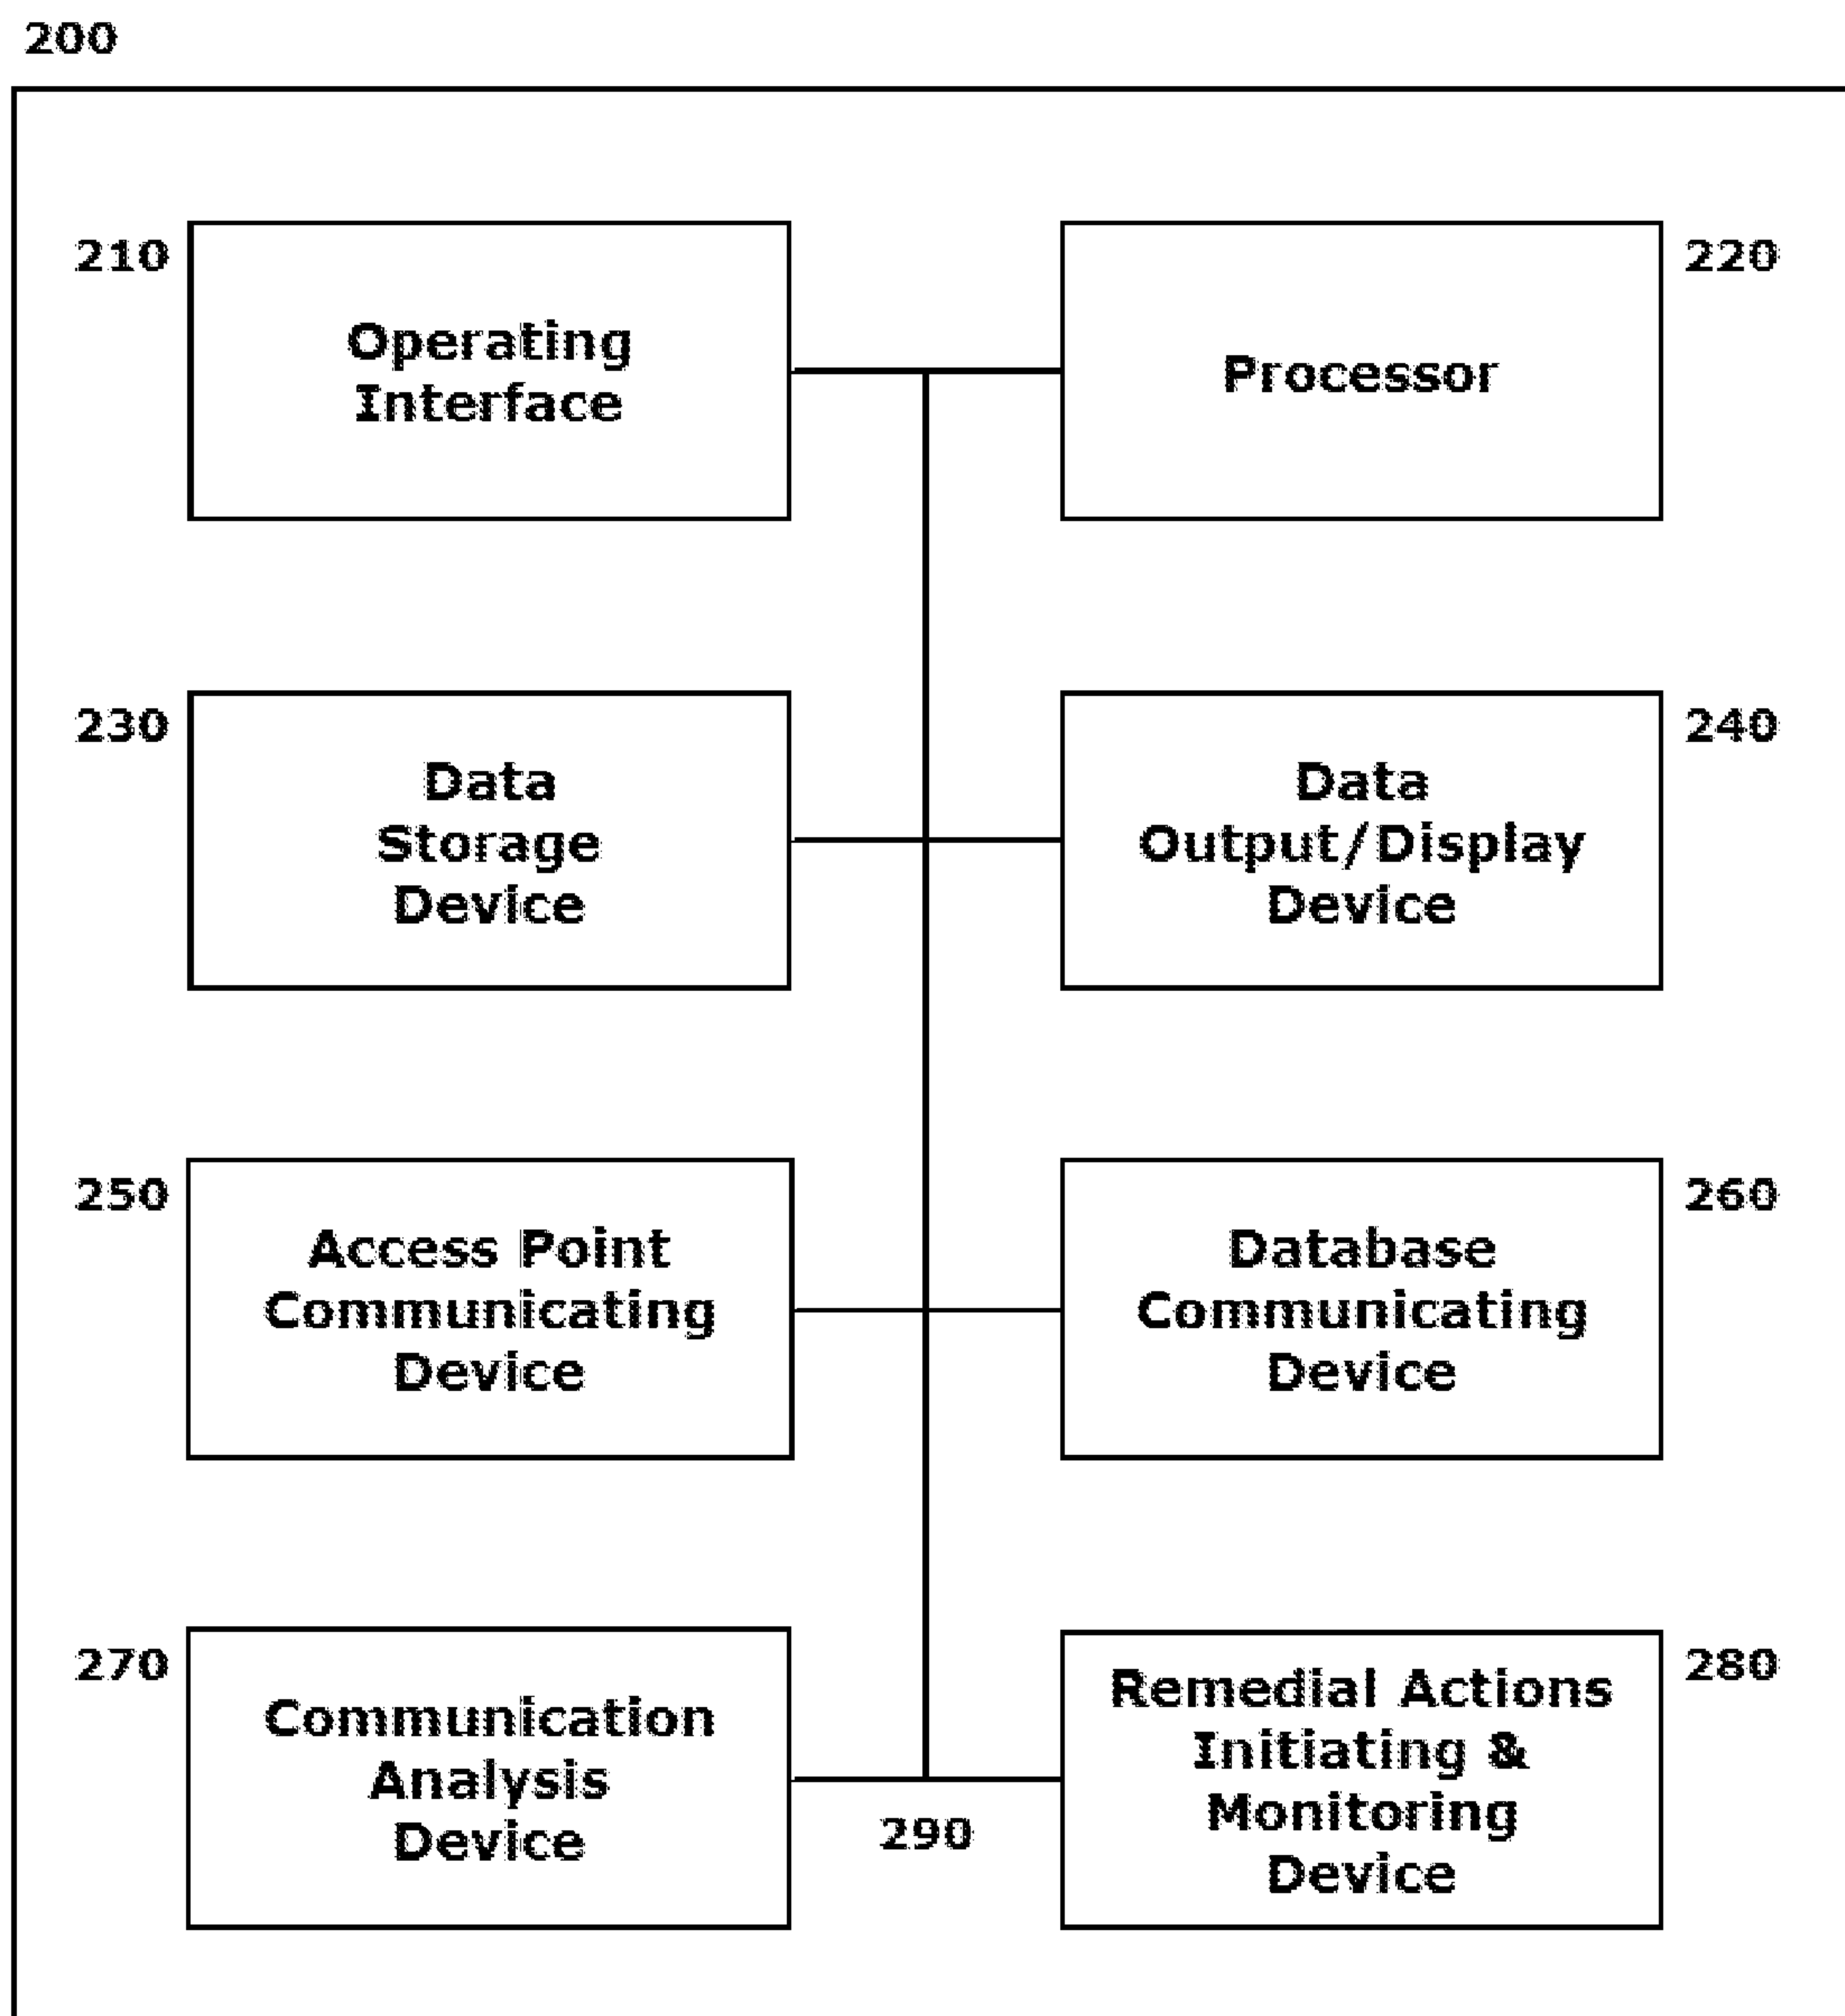 200
210
Operating
Interface
220
Processor
230
Data
Storage
Device
240
Data
Output/Display
Device
250
Access Point
Communicating
Device
260
Database
Communicating
Device
270
Communication
Analysis
Device
280
Remedial Actions
Initiating &
Monitoring
Device
290